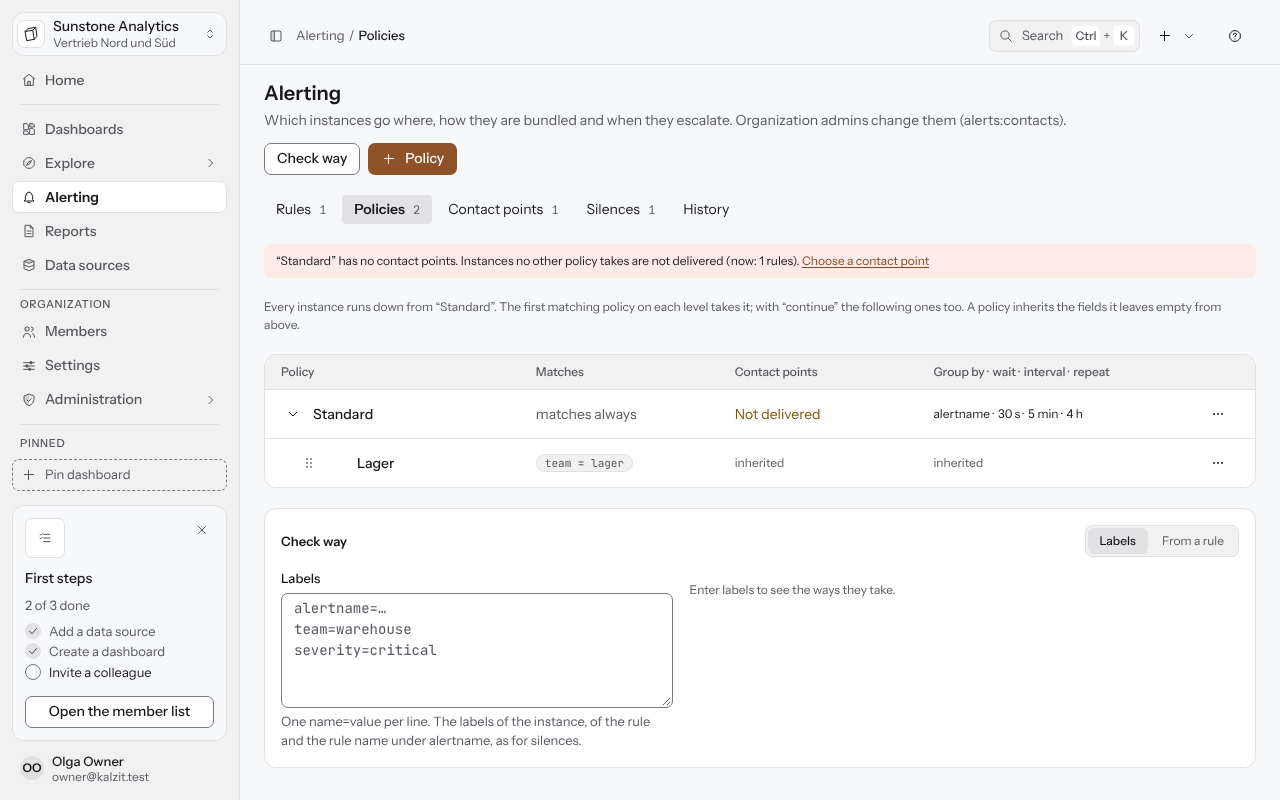 Sunstone Analytics
Vertrieb Nord und Süd
Home
Dashboards
Explore
Alerting
Reports
Data sources
ORGANIZATION
Members
Settings
Administration
PINNED
Pin dashboard
First steps
2 of 3 done
Add a data source
Create a dashboard
Invite a colleague
Open the member list
OO
Olga Owner
owner@kalzit.test
Alerting / Policies
Search Ctrl + K
Alerting
Which instances go where, how they are bundled and when they escalate. Organization admins change them (alerts:contacts).
Check way
Policy
Rules 1
Policies 2
Contact points 1
Silences 1
History
“Standard” has no contact points. Instances no other policy takes are not delivered (now: 1 rules). Choose a contact point
Every instance runs down from “Standard”. The first matching policy on each level takes it; with “continue” the following ones too. A policy inherits the fields it leaves empty from
above.
Policy Matches Contact points Group by · wait · interval · repeat
Standard matches always Not delivered alertname · 30 s · 5 min · 4 h
Lager team = lager inherited inherited
Check way
Labels From a rule
Labels
alertname=…
team=warehouse
severity=critical
One name=value per line. The labels of the instance, of the rule
and the rule name under alertname, as for silences.
Enter labels to see the ways they take.